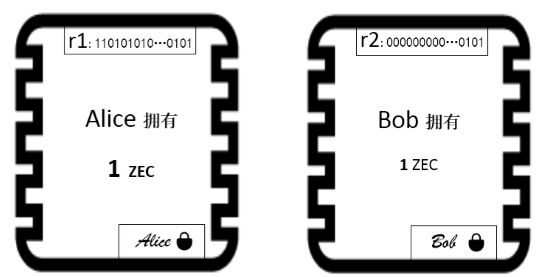 r1: 110101010…0101
Alice 拥有
1 ZEC
Alice
r2: 000000000…0101
Bob 拥有
1 ZEC
Bob